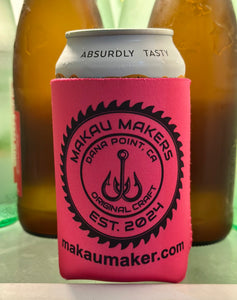 ABSURDLY TASTY
MAKAU MAKERS
DANA POINT, CA
ORIGINAL CRAFT
EST. 2024
makaumaker.com